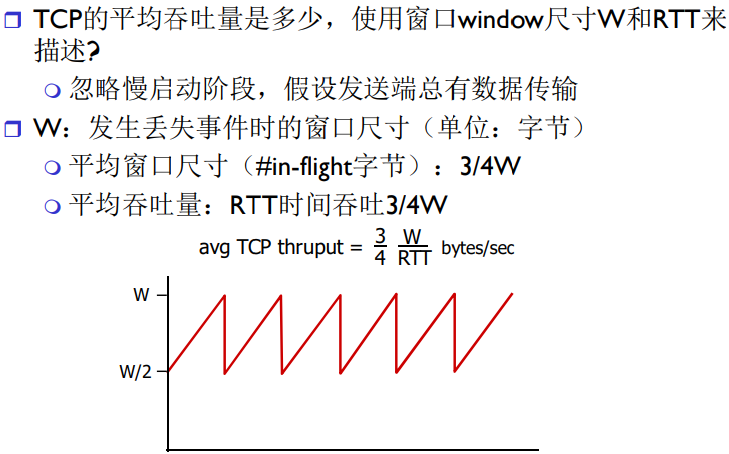 TCP的平均吞吐量是多少，使用窗口window尺寸W和RTT来
描述?
忽略慢启动阶段，假设发送端总有数据传输
W：发生丢失事件时的窗口尺寸（单位：字节）
平均窗口尺寸（#in-flight字节）：3/4W
平均吞吐量：RTT时间吞吐3/4W
avg TCP thruput = 3/4 W/RTT bytes/sec
W
W/2